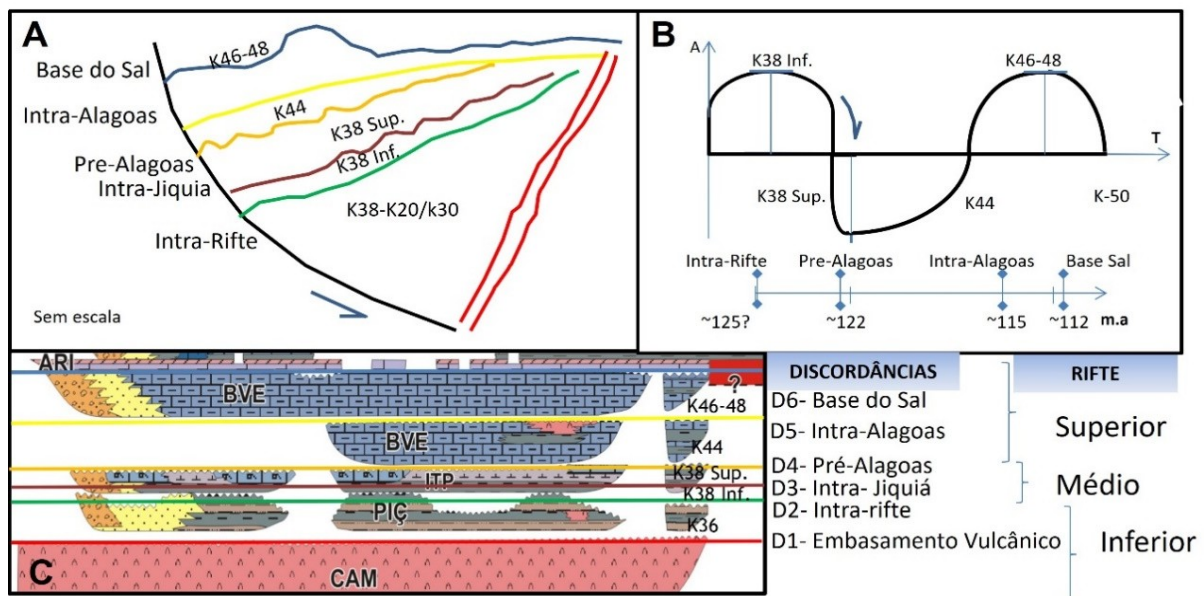 A
K46-48
Base do Sal
Intra-Alagoas
K44
K38 Sup.
Pre-Alagoas
K38 Inf.
Intra-Jiquia
K38-K20/k30
Intra-Rifte
Sem escala
B
A
K38 Inf.
K46-48
T
K38 Sup.
K44
K-50
Intra-Rifte
Pre-Alagoas
Intra-Alagoas
Base Sal
~125?
~122
~115
~112
m.a
ARI
BVE
?
K46-48
BVE
K44
K38 Sup.
ITP
K38 Inf.
PIÇ
K36
C
CAM
DISCORDÂNCIAS
RIFTE
D6- Base do Sal
D5- Intra-Alagoas
Superior
D4- Pré-Alagoas
D3- Intra- Jiquiá
Médio
D2- Intra-rifte
D1- Embasamento Vulcânico
Inferior